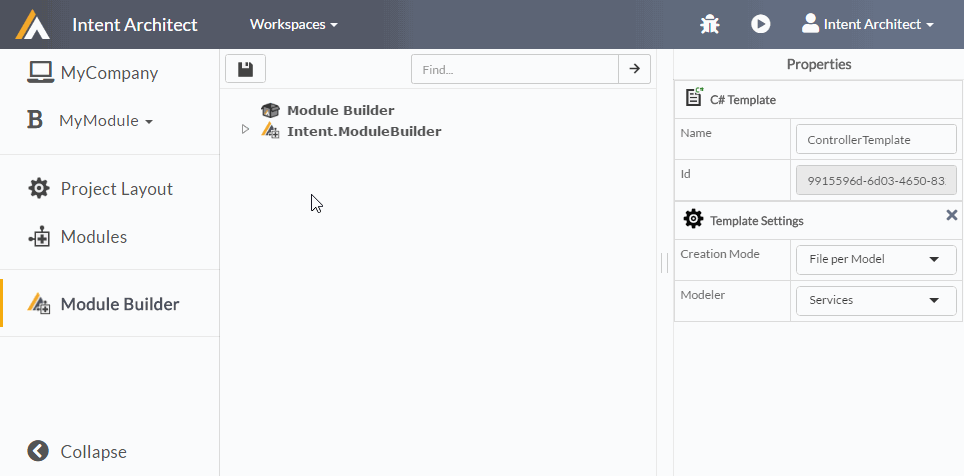 Intent Architect
Workspaces
Intent Architect
MyCompany
B MyModule
Project Layout
Modules
Module Builder
Collapse
Find...
Module Builder
Intent.ModuleBuilder
Properties
C# C# Template
Name ControllerTemplate
Id 9915596d-6d03-4650-83
Template Settings
Creation Mode File per Model
Modeler Services